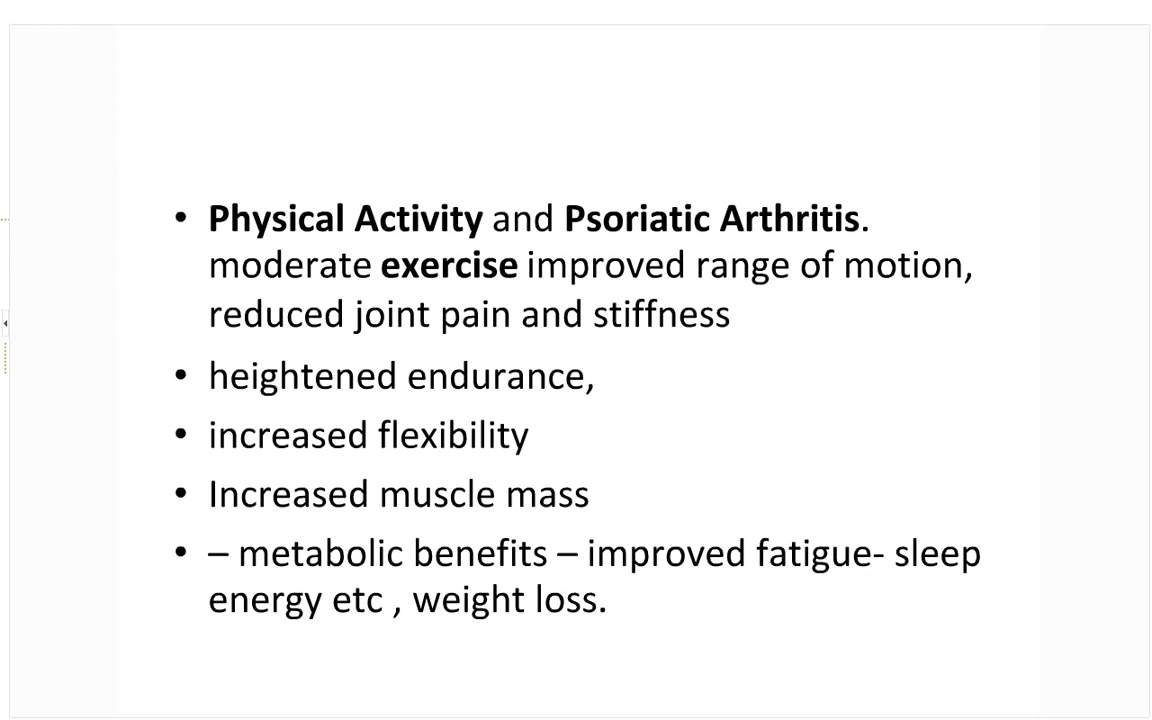 • Physical Activity and Psoriatic Arthritis.
moderate exercise improved range of motion,
reduced joint pain and stiffness
• heightened endurance,
• increased flexibility
• Increased muscle mass
• – metabolic benefits – improved fatigue- sleep
energy etc , weight loss.